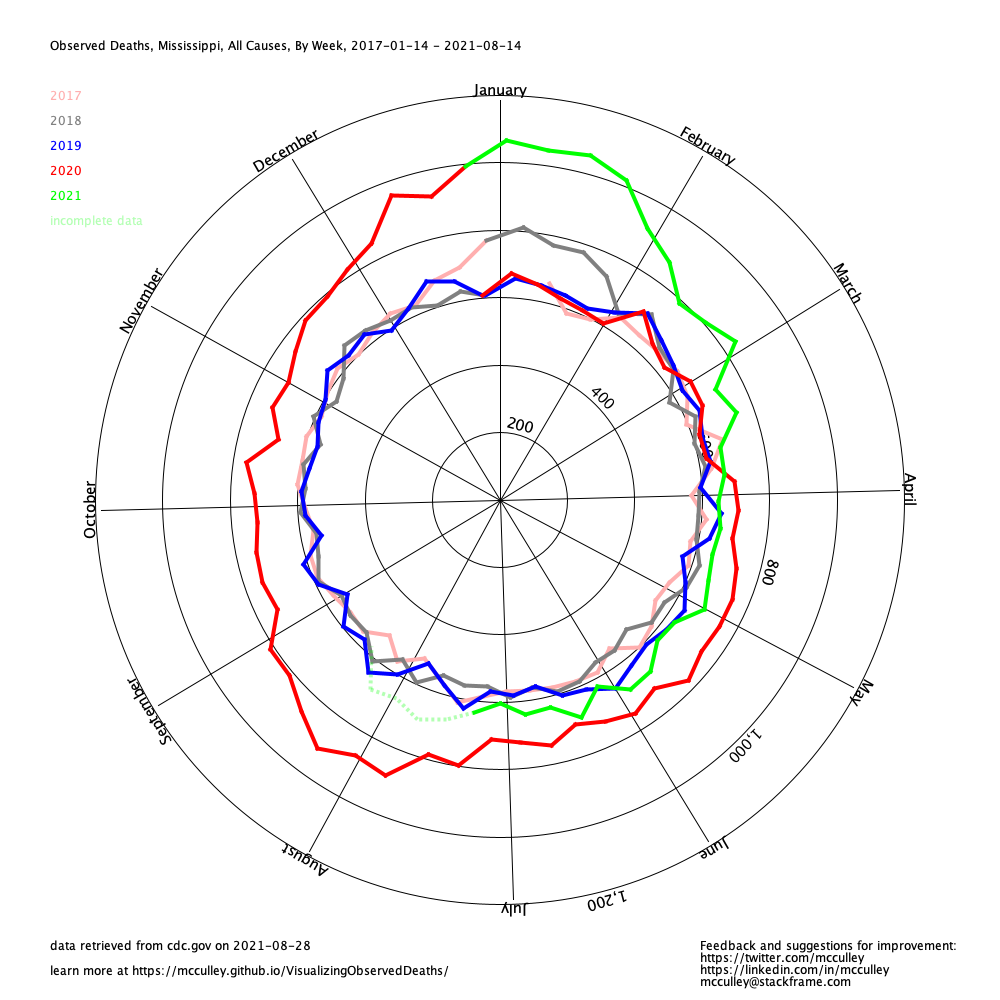 Observed Deaths, Mississippi, All Causes, By Week, 2017-01-14 - 2021-08-14
January
2017
2018
2019
2020
2021
incomplete data
February
December
March
November
400
200
April
October
800
May
September
1,000
June
August
1,200
July
data retrieved from cdc.gov on 2021-08-28
learn more at https://mcculley.github.io/VisualizingObservedDeaths/
Feedback and suggestions for improvement:
https://twitter.com/mcculley
https://linkedin.com/in/mcculley
mcculley@stackframe.com